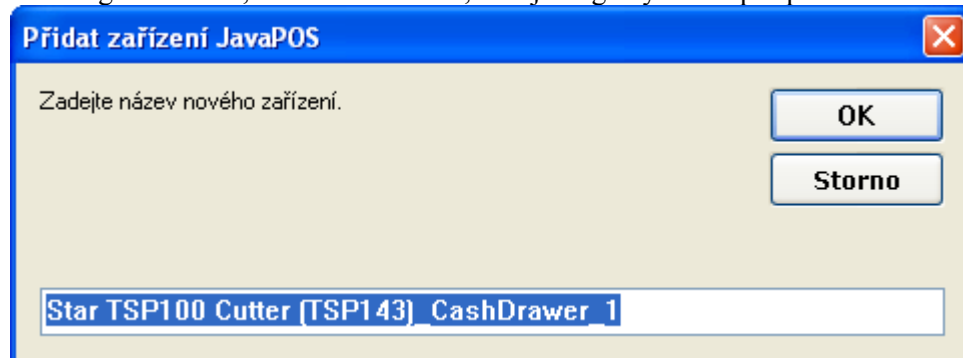 Přidat zařízení JavaPOS
Zadejte název nového zařízení.
OK
Storno
Star TSP100 Cutter (TSP143)_CashDrawer_1